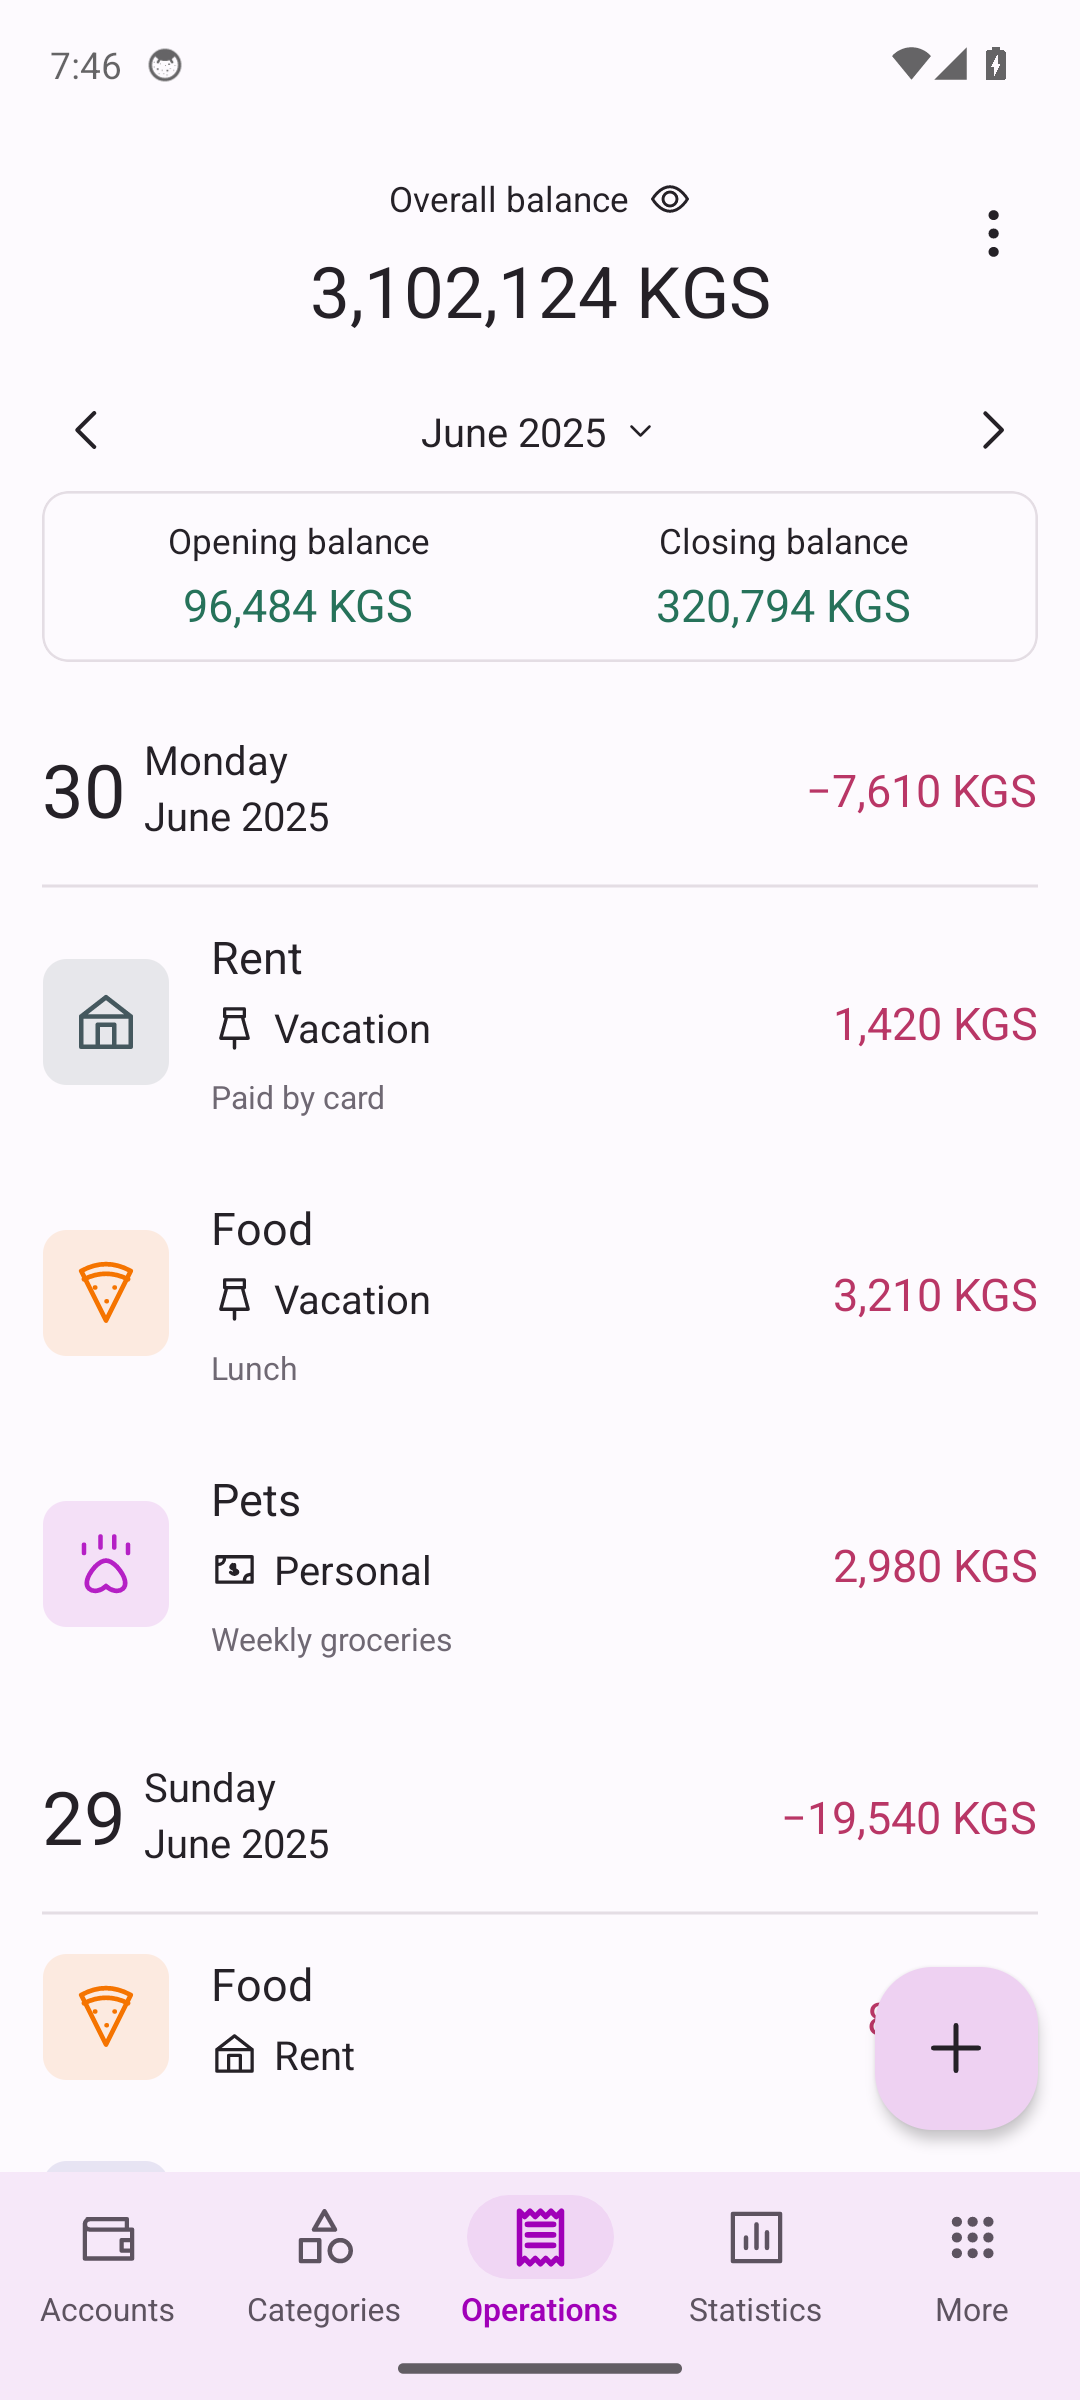 7:46
Overall balance
3,102,124 KGS
June 2025
Opening balance
Closing balance
96,484 KGS
320,794 KGS
30
Monday
June 2025
−7,610 KGS
Rent
Vacation
1,420 KGS
Paid by card
Food
Vacation
3,210 KGS
Lunch
Pets
Personal
2,980 KGS
Weekly groceries
29
Sunday
June 2025
−19,540 KGS
Food
Rent
Accounts
Categories
Operations
Statistics
More